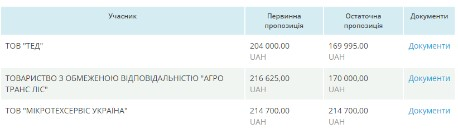 Учасник Первинна пропозиція Остаточна пропозиція Документи
ТОВ "ТЕД" 204 000.00 UAH 169 995.00 UAH Документи
ТОВАРИСТВО З ОБМЕЖЕНОЮ ВІДПОВІДАЛЬНІСТЮ "АГРО ТРАНС ЛІС" 216 625.00 UAH 170 000.00 UAH Документи
ТОВ "МІКРОТЕХСЕРВІС УКРАЇНА" 214 700.00 UAH 214 700.00 UAH Документи